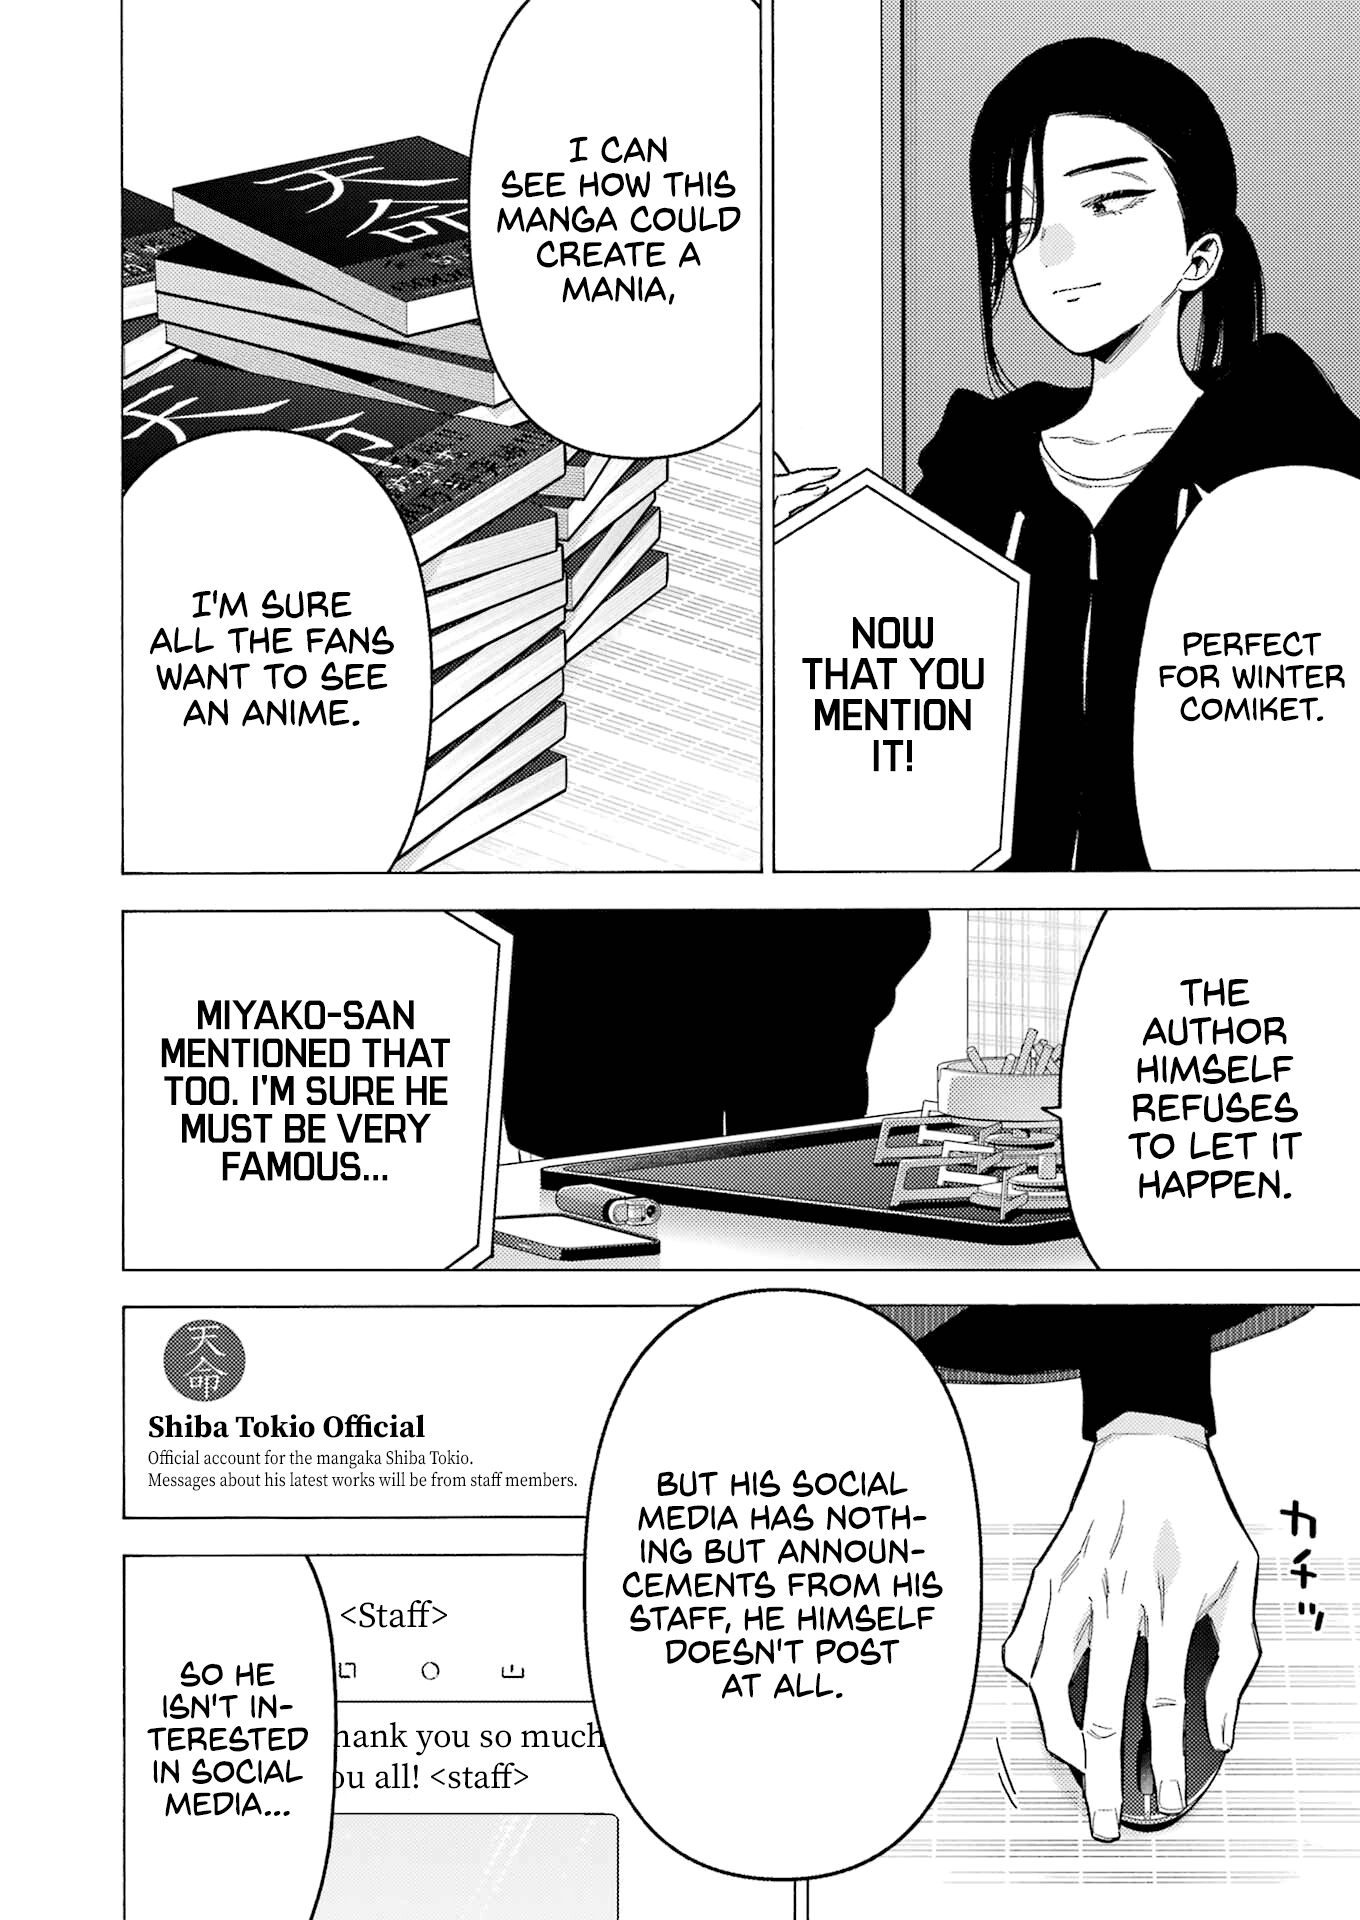 PERFECT
FOR WINTER
COMIKET.
NOW
THAT YOU
MENTION
IT!
I CAN
SEE HOW THIS
MANGA COULD
CREATE A
MANIA,
天命
天命
I'M SURE
ALL THE FANS
WANT TO SEE
AN ANIME.
THE
AUTHOR
HIMSELF
REFUSES
TO LET IT
HAPPEN.
MIYAKO-SAN
MENTIONED THAT
TOO. I'M SURE HE
MUST BE VERY
FAMOUS...
カチッ
BUT HIS SOCIAL
MEDIA HAS NOTH-
ING BUT ANNOUN-
CEMENTS FROM HIS
STAFF, HE HIMSELF
DOESN'T POST
AT ALL.
天命
Shiba Tokio Official
Official account for the mangaka Shiba Tokio.
Messages about his latest works will be from staff members.
<Staff>
hank you so much
ou all! <staff>
SO HE
ISN'T IN-
TERESTED
IN SOCIAL
MEDIA...